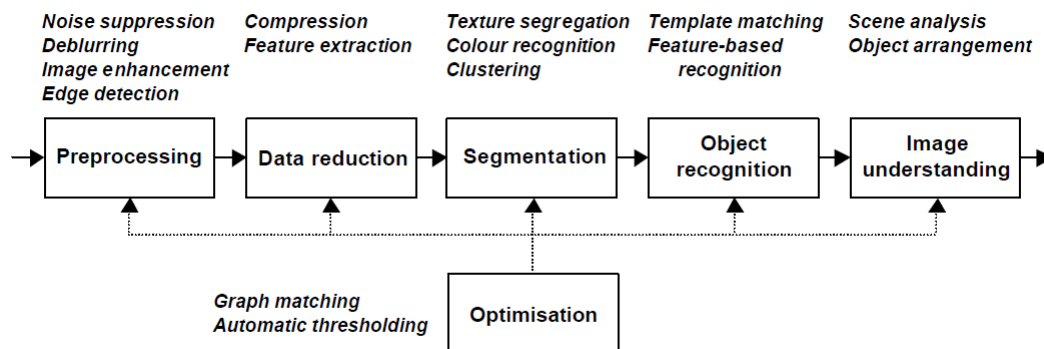 Noise suppression
Deblurring
Image enhancement
Edge detection
Compression
Feature extraction
Texture segregation
Colour recognition
Clustering
Template matching
Feature-based
recognition
Scene analysis
Object arrangement
Preprocessing
Data reduction
Segmentation
Object
recognition
Image
understanding
Graph matching
Automatic thresholding
Optimisation